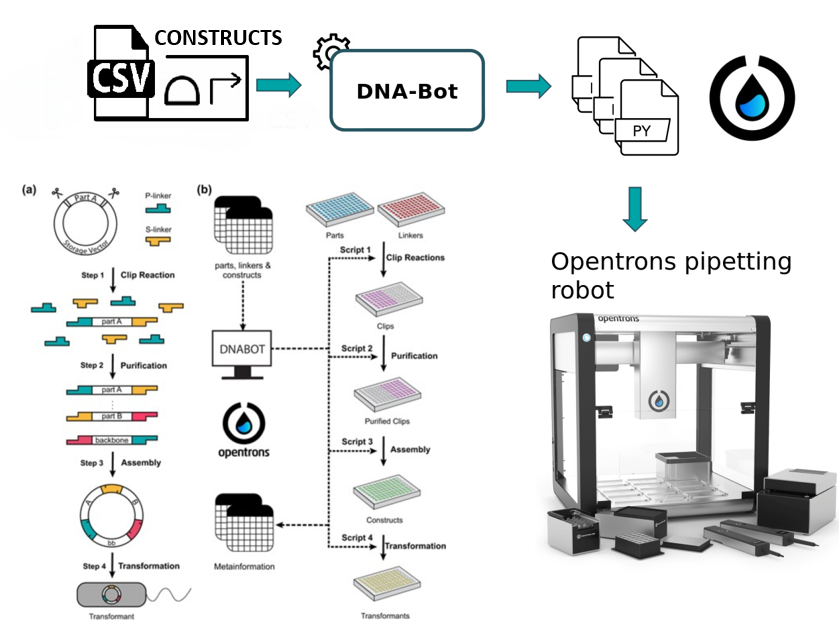 CONSTRUCTS
CSV
DNA-Bot
PY
Opentrons pipetting
robot
opentrons
(a)
Part A
Storage Vector
P-linker
S-linker
Step 1
Clip Reaction
part A
Step 2
Purification
part A
part B
backbone
Step 3
Assembly
A
B
bb
Step 4
Transformation
Transformant
(b)
parts, linkers &
constructs
DNABOT
opentrons
Metainformation
Parts
Linkers
Script 1
Clip Reactions
Clips
Script 2
Purification
Purified Clips
Script 3
Assembly
Constructs
Script 4
Transformation
Transformants